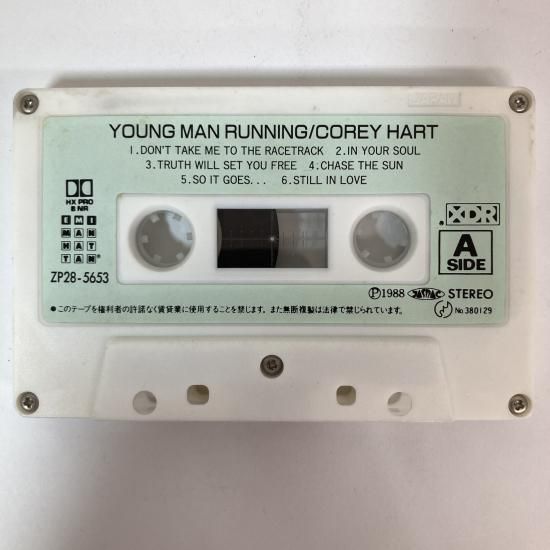 JAPAN
YOUNG MAN RUNNING/COREY HART
1.DON'T TAKE ME TO THE RACETRACK 2.IN YOUR SOUL
3.TRUTH WILL SET YOU FREE 4.CHASE THE SUN
5.SO IT GOES... 6.STILL IN LOVE
HX PRO
B NR
EMI
MAN
HAT
TAN
ZP28-5653
XDR
A
SIDE
Ⓟ1988 JASRAC STEREO
●このテープを権利者の許諾なく賃貸業に使用することを禁じます。また無断複製は法律で禁じられています。
No.380129